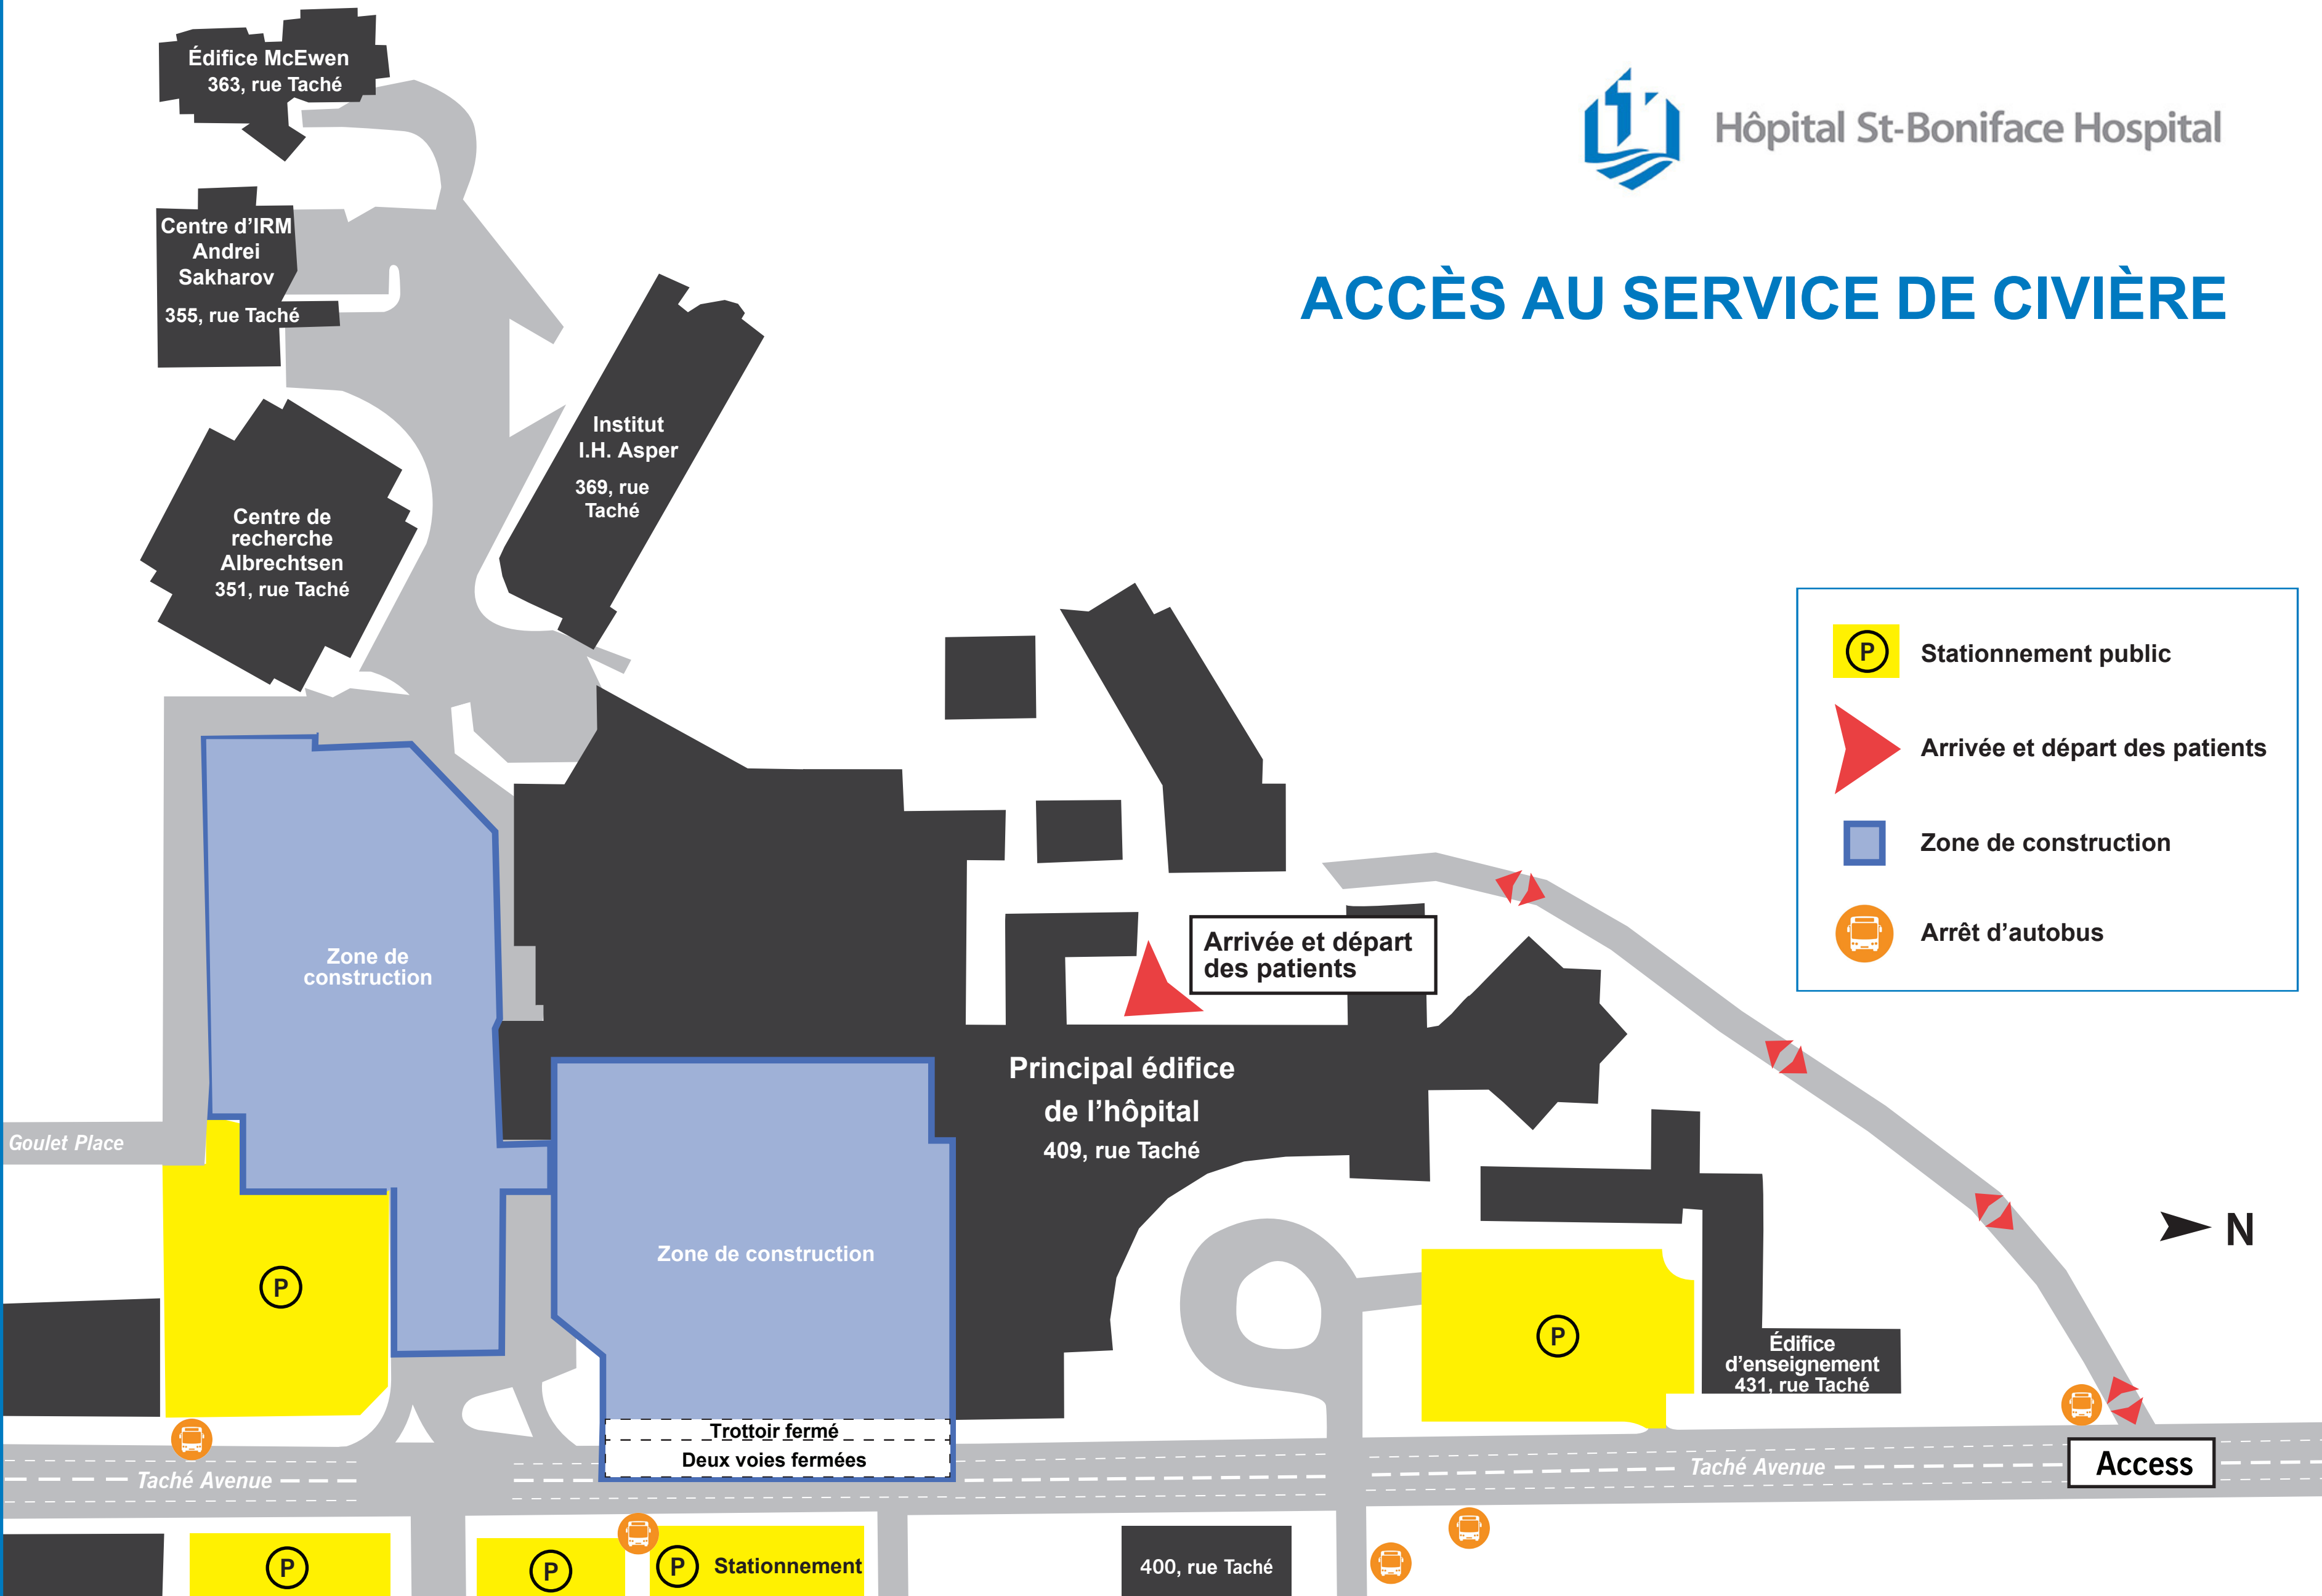 Édifice McEwen
363, rue Taché
Hôpital St-Boniface Hospital
Centre d’IRM
Andrei
Sakharov
355, rue Taché
ACCÈS AU SERVICE DE CIVIÈRE
Institut
I.H. Asper
369, rue
Taché
Centre de
recherche
Albrechtsen
351, rue Taché
P
Stationnement public
Arrivée et départ des patients
Zone de construction
Arrêt d’autobus
Zone de
construction
Arrivée et départ
des patients
Principal édifice
de l’hôpital
409, rue Taché
Goulet Place
Zone de construction
N
P
P
Édifice
d’enseignement
431, rue Taché
Trottoir fermé
Deux voies fermées
Taché Avenue
Taché Avenue
Access
P
P
P Stationnement
400, rue Taché